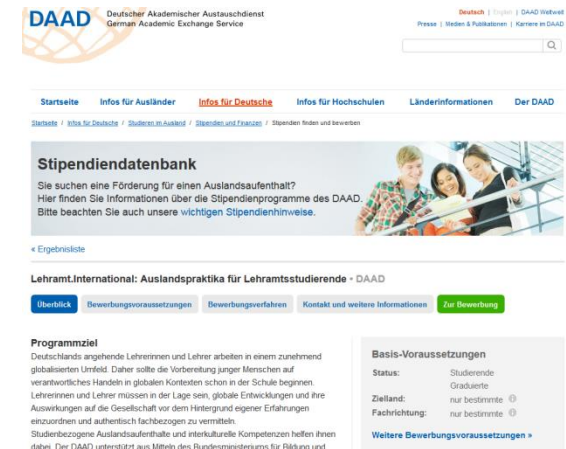 DAAD
Deutscher Akademischer Austauschdienst
German Academic Exchange Service
Deutsch | English | DAAD Weltweit
Presse | Medien & Publikationen | Karriere im DAAD
Startseite Infos für Ausländer Infos für Deutsche Infos für Hochschulen Länderinformationen Der DAAD
Startseite / Infos für Deutsche / Studieren im Ausland / Stipendien und Finanzen / Stipendien finden und bewerben
Stipendiendatenbank
Sie suchen eine Förderung für einen Auslandsaufenthalt?
Hier finden Sie Informationen über die Stipendienprogramme des DAAD.
Bitte beachten Sie auch unsere wichtigen Stipendienhinweise.
« Ergebnisliste
Lehramt.International: Auslandspraktika für Lehramtsstudierende • DAAD
Überblick Bewerbungsvoraussetzungen Bewerbungsverfahren Kontakt und weitere Informationen Zur Bewerbung
Programmziel
Deutschlands angehende Lehrerinnen und Lehrer arbeiten in einem zunehmend
globalisierten Umfeld. Daher sollte die Vorbereitung junger Menschen auf
verantwortliches Handeln in globalen Kontexten schon in der Schule beginnen.
Lehrerinnen und Lehrer müssen in der Lage sein, globale Entwicklungen und ihre
Auswirkungen auf die Gesellschaft vor dem Hintergrund eigener Erfahrungen
einzuordnen und authentisch fachbezogen zu vermitteln.
Studienbezogene Auslandsaufenthalte und interkulturelle Kompetenzen helfen ihnen
dabei. Der DAAD unterstützt aus Mitteln des Bundesministeriums für Bildung und
Basis-Voraussetzungen
Status: Studierende
Graduierte
Zielland: nur bestimmte
Fachrichtung: nur bestimmte
Weitere Bewerbungsvoraussetzungen »